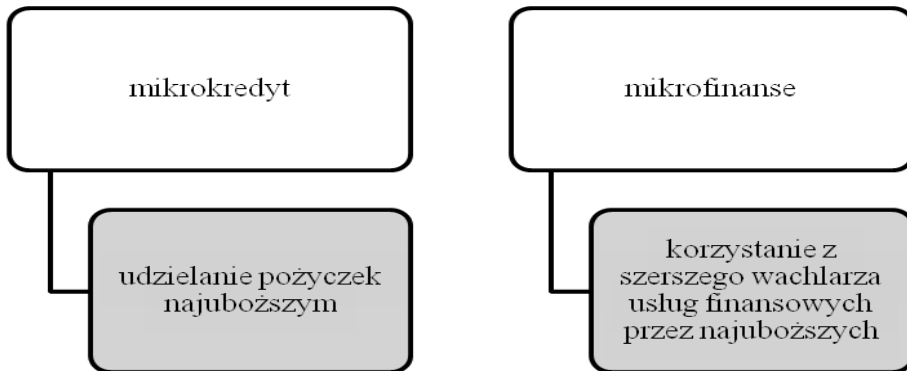 mikrokredyt
udzielanie pożyczek
najuboższym
mikrofinanse
korzystanie z
szerszego wachlarza
usług finansowych
przez najuboższych